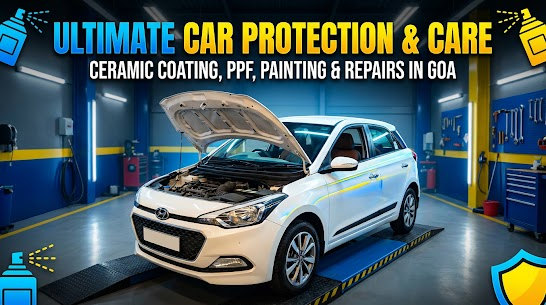 ULTIMATE CAR PROTECTION & CARE
CERAMIC COATING, PPF, PAINTING & REPAIRS IN GOA